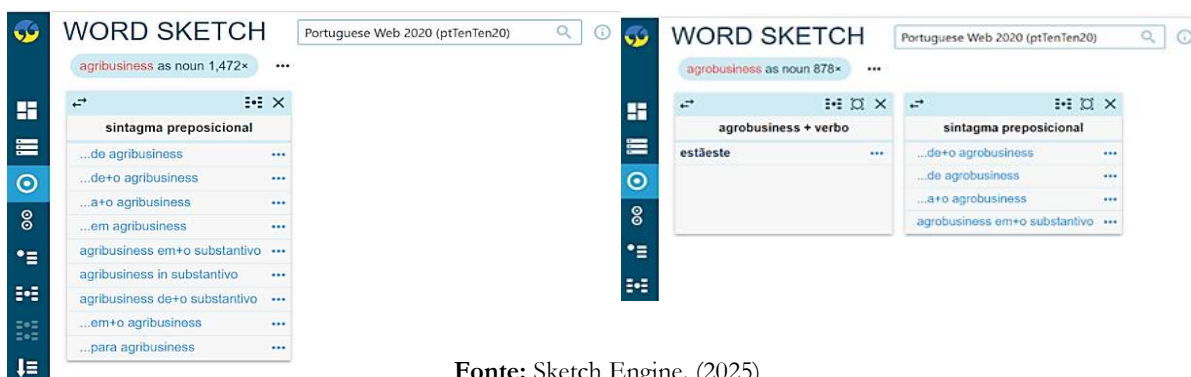 WORD SKETCH
Portuguese Web 2020 (ptTenTen20)
agribusiness as noun 1,472×
sintagma preposicional
...de agribusiness
...de+o agribusiness
...a+o agribusiness
...em agribusiness
agribusiness em+o substantivo
agribusiness in substantivo
agribusiness de+o substantivo
...em+o agribusiness
...para agribusiness
WORD SKETCH
Portuguese Web 2020 (ptTenTen20)
agrobusiness as noun 878×
agrobusiness + verbo
estãeste
sintagma preposicional
...de+o agrobusiness
...de agrobusiness
...a+o agrobusiness
agrobusiness em+o substantivo
Fonte: Sketch Engine. (2025)